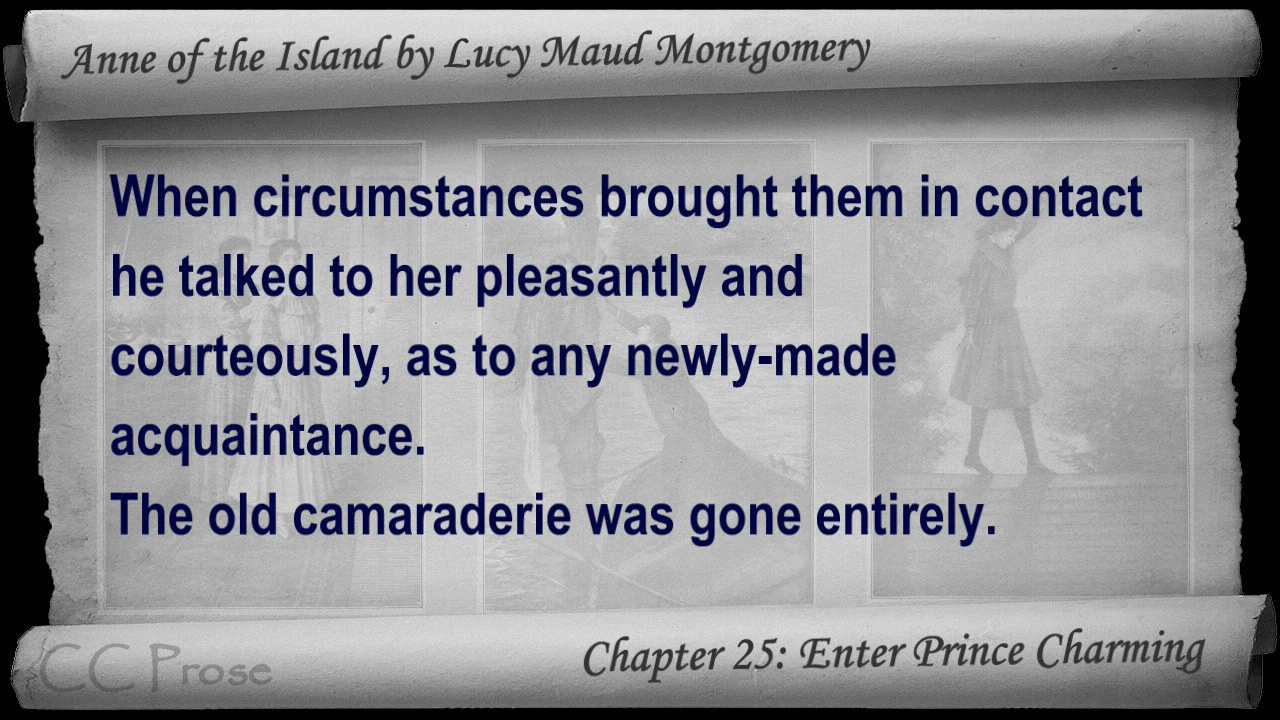 Anne of the Island by Lucy Maud Montgomery
When circumstances brought them in contact
he talked to her pleasantly and
courteously, as to any newly-made
acquaintance.
The old camaraderie was gone entirely.
CC Prose
Chapter 25: Enter Prince Charming